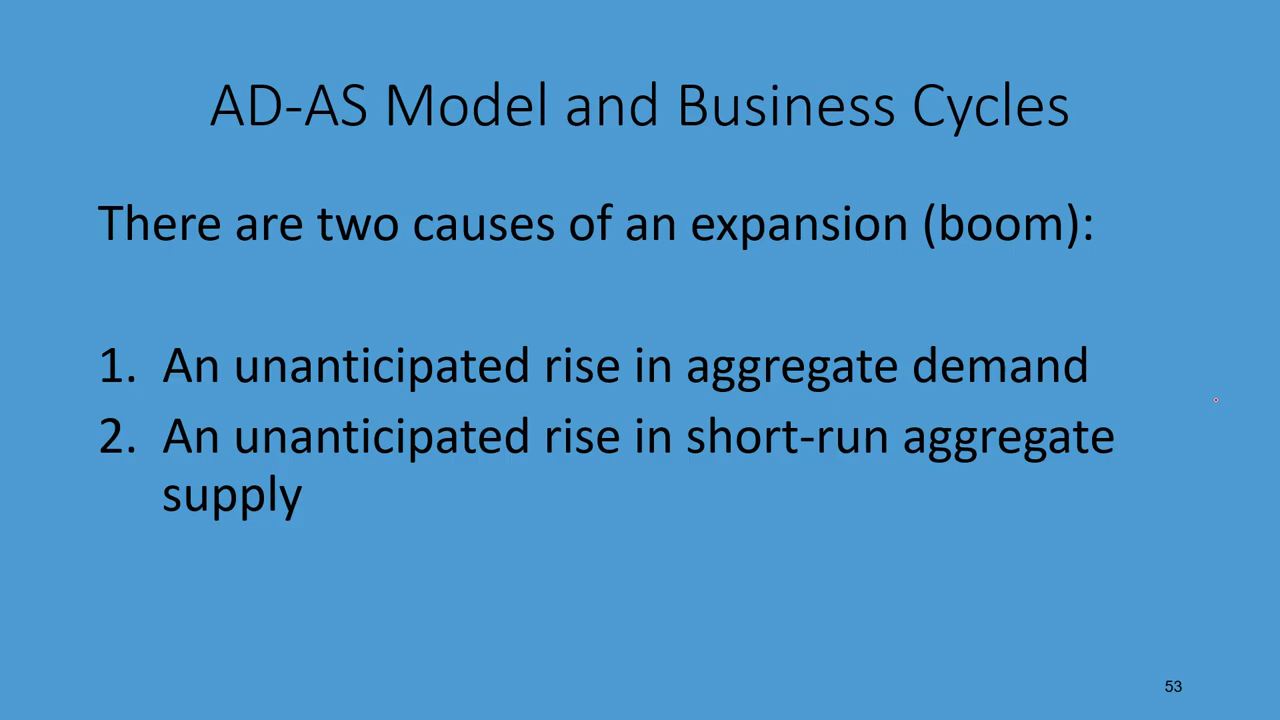 AD-AS Model and Business Cycles
There are two causes of an expansion (boom):
1. An unanticipated rise in aggregate demand
2. An unanticipated rise in short-run aggregate
supply
53